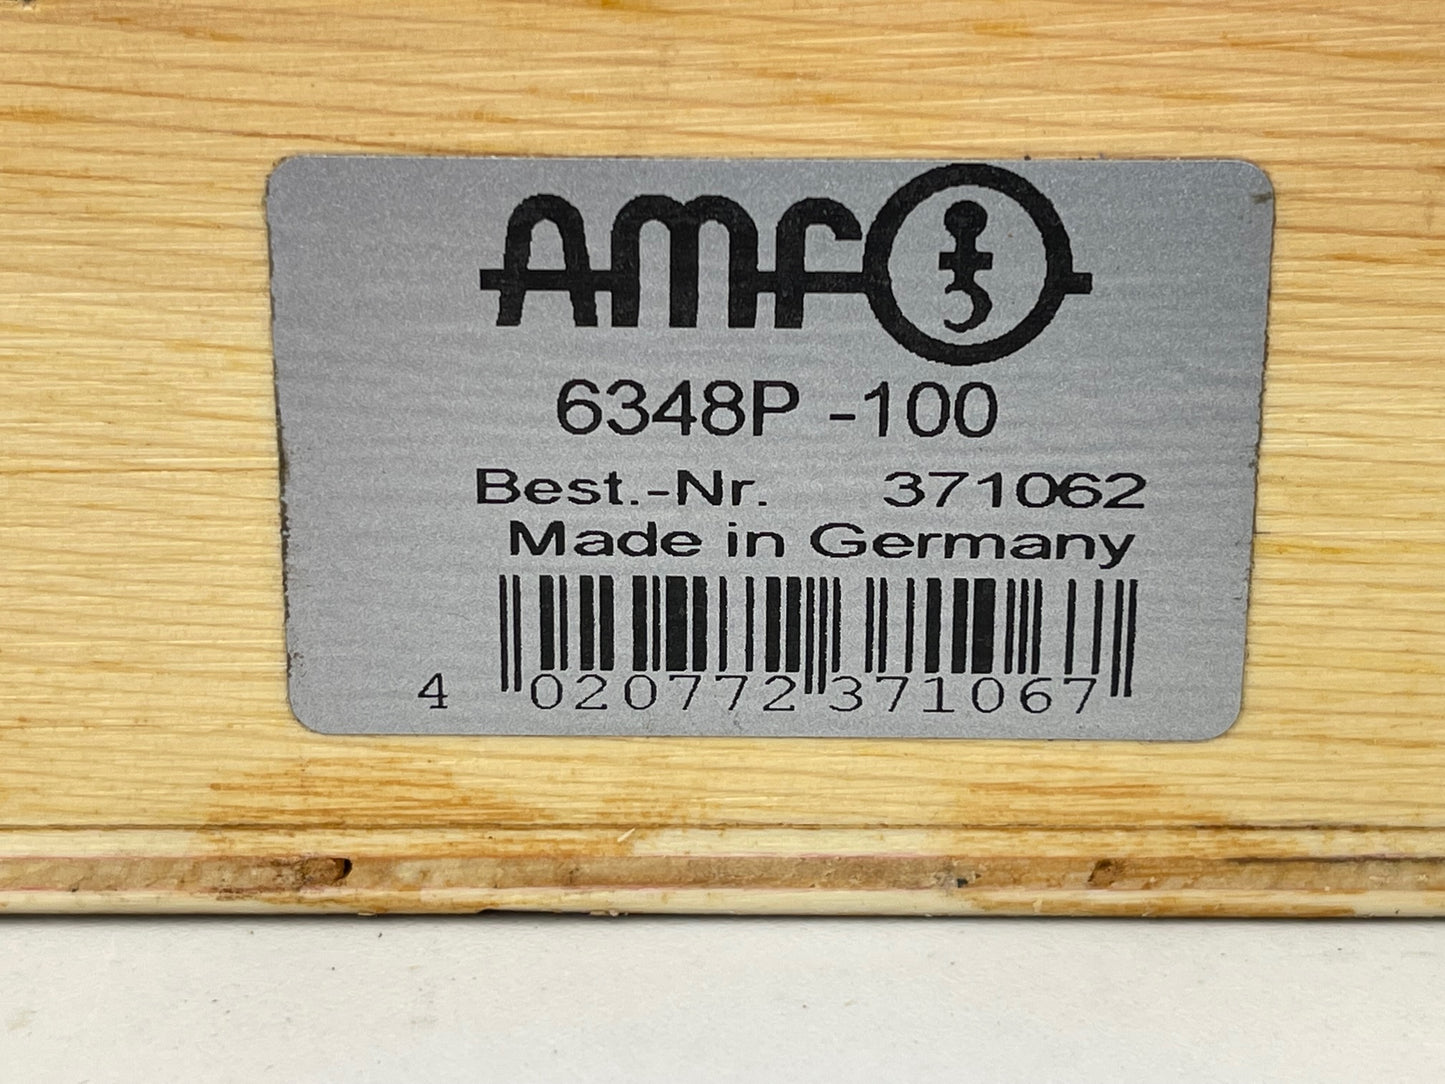 AMF
6348P -100
Best.-Nr. 371062
Made in Germany
4 020772 371067